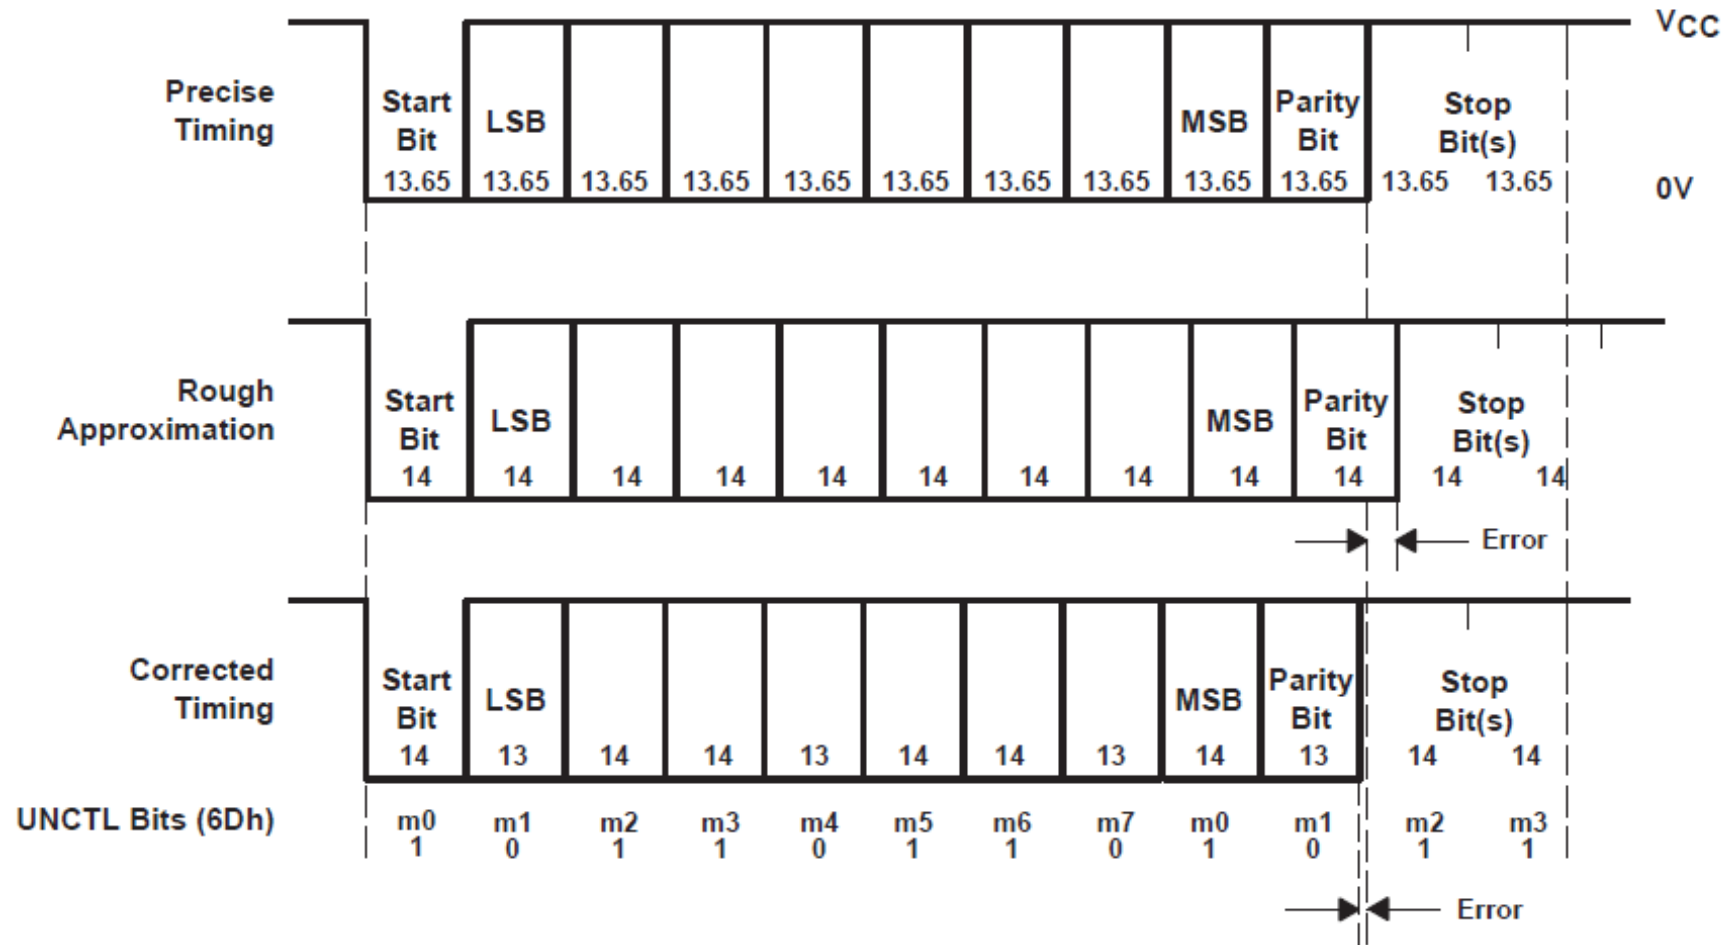 VCC
Precise
Timing
Start
Bit
LSB
MSB
Parity
Bit
Stop
Bit(s)
13.65 13.65 13.65 13.65 13.65 13.65 13.65 13.65 13.65 13.65 13.65 13.65
0V
Rough
Approximation
Start
Bit
LSB
MSB
Parity
Bit
Stop
Bit(s)
14 14 14 14 14 14 14 14 14 14 14 14
Error
Corrected
Timing
Start
Bit
LSB
MSB
Parity
Bit
Stop
Bit(s)
14 13 14 14 13 14 14 13 14 13 14 14
UNCTL Bits (6Dh)
m0 m1 m2 m3 m4 m5 m6 m7 m0 m1 m2 m3
1 0 1 1 0 1 1 0 1 0 1 1
Error